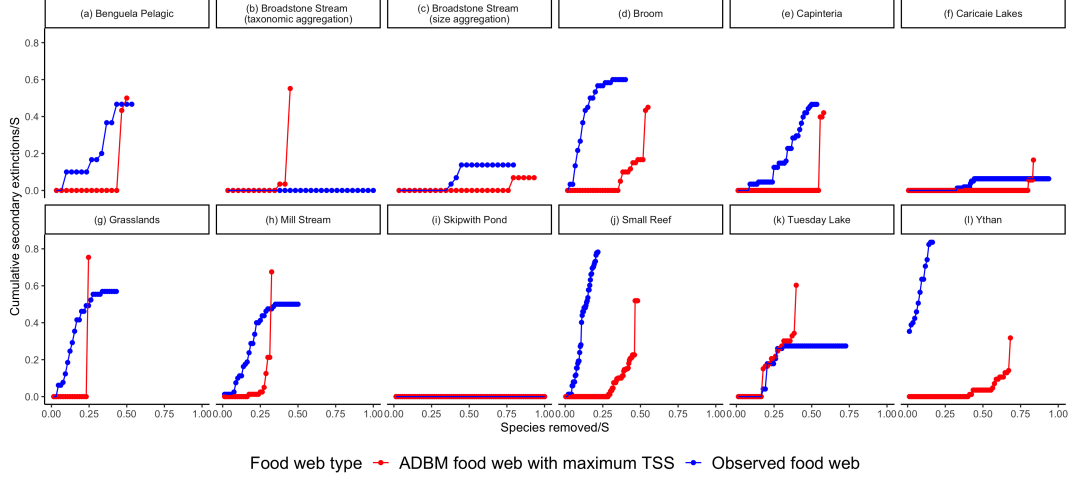 (a) Benguela Pelagic
(b) Broadstone Stream
(taxonomic aggregation)
(c) Broadstone Stream
(size aggregation)
(d) Broom
(e) Capinteria
(f) Caricaie Lakes
0.8
0.6
0.4
0.2
0.0
(g) Grasslands
(h) Mill Stream
(i) Skipwith Pond
(j) Small Reef
(k) Tuesday Lake
(l) Ythan
0.8
0.6
0.4
0.2
0.0
0.00 0.25 0.50 0.75 1.00
0.00 0.25 0.50 0.75 1.00
0.00 0.25 0.50 0.75 1.00
0.00 0.25 0.50 0.75 1.00
0.00 0.25 0.50 0.75 1.00
0.00 0.25 0.50 0.75 1.00
Cumulative secondary extinctions/S
Species removed/S
Food web type ADBM food web with maximum TSS Observed food web